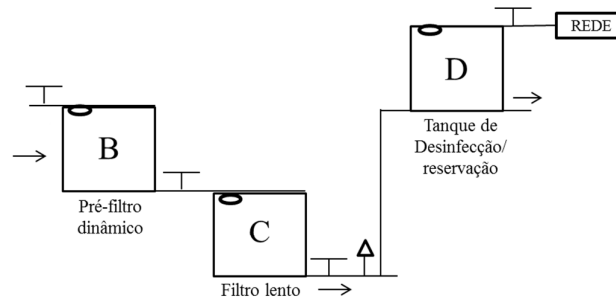 B
Pré-filtro
dinâmico
C
Filtro lento
D
Tanque de
Desinfecção/
reservação
REDE